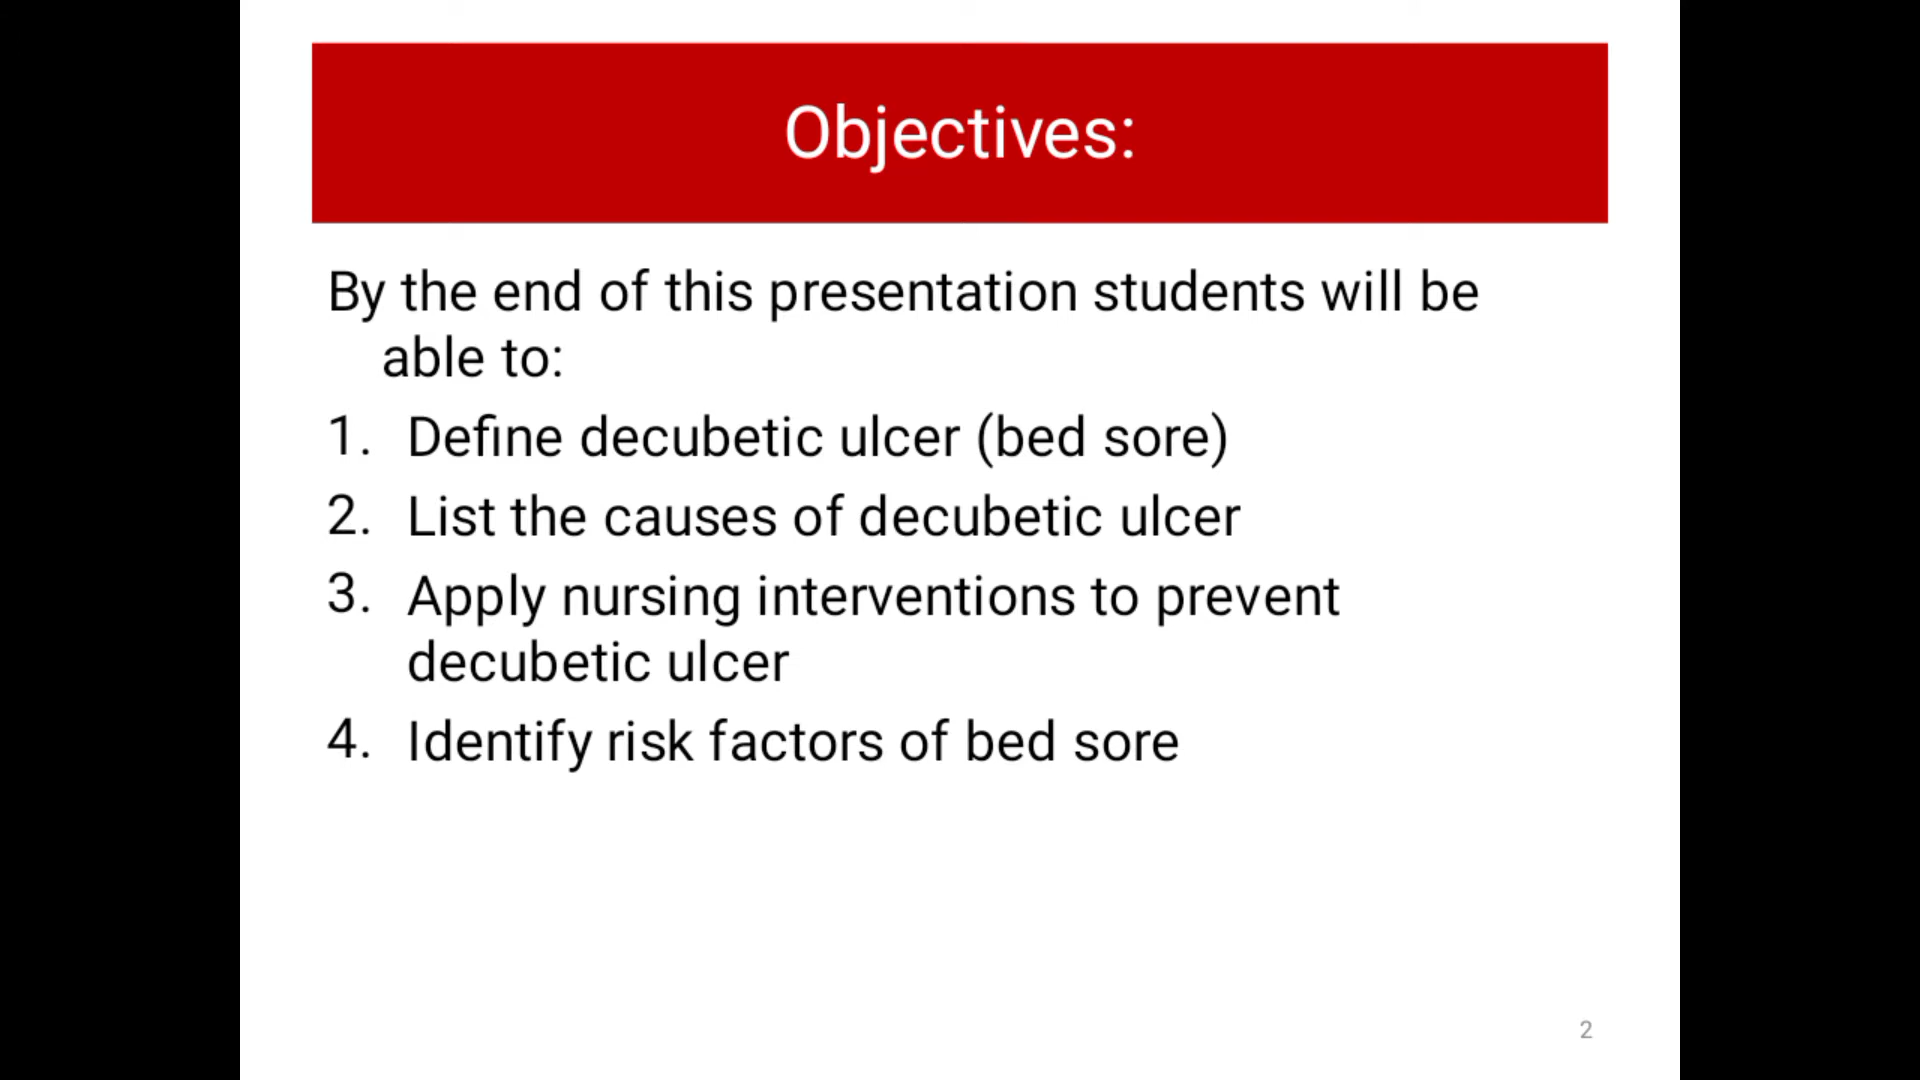 Objectives:
By the end of this presentation students will be
able to:
1. Define decubetic ulcer (bed sore)
2. List the causes of decubetic ulcer
3. Apply nursing interventions to prevent
decubetic ulcer
4. Identify risk factors of bed sore
2